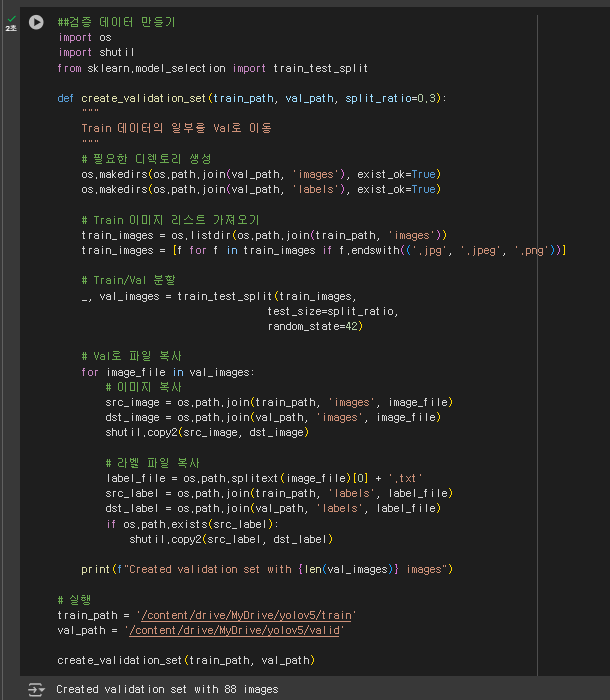 2초
##검증 데이터 만들기
import os
import shutil
from sklearn.model_selection import train_test_split

def create_validation_set(train_path, val_path, split_ratio=0.3):
    """
    Train 데이터의 일부를 Val로 이동
    """
    # 필요한 디렉토리 생성
    os.makedirs(os.path.join(val_path, 'images'), exist_ok=True)
    os.makedirs(os.path.join(val_path, 'labels'), exist_ok=True)

    # Train 이미지 리스트 가져오기
    train_images = os.listdir(os.path.join(train_path, 'images'))
    train_images = [f for f in train_images if f.endswith(('.jpg', '.jpeg', '.png'))]

    # Train/Val 분할
    _, val_images = train_test_split(train_images,
                                   test_size=split_ratio,
                                   random_state=42)

    # Val로 파일 복사
    for image_file in val_images:
        # 이미지 복사
        src_image = os.path.join(train_path, 'images', image_file)
        dst_image = os.path.join(val_path, 'images', image_file)
        shutil.copy2(src_image, dst_image)

        # 라벨 파일 복사
        label_file = os.path.splitext(image_file)[0] + '.txt'
        src_label = os.path.join(train_path, 'labels', label_file)
        dst_label = os.path.join(val_path, 'labels', label_file)
        if os.path.exists(src_label):
            shutil.copy2(src_label, dst_label)

    print(f"Created validation set with {len(val_images)} images")

# 실행
train_path = '/content/drive/MyDrive/yolov5/train'
val_path = '/content/drive/MyDrive/yolov5/valid'

create_validation_set(train_path, val_path)
Created validation set with 88 images